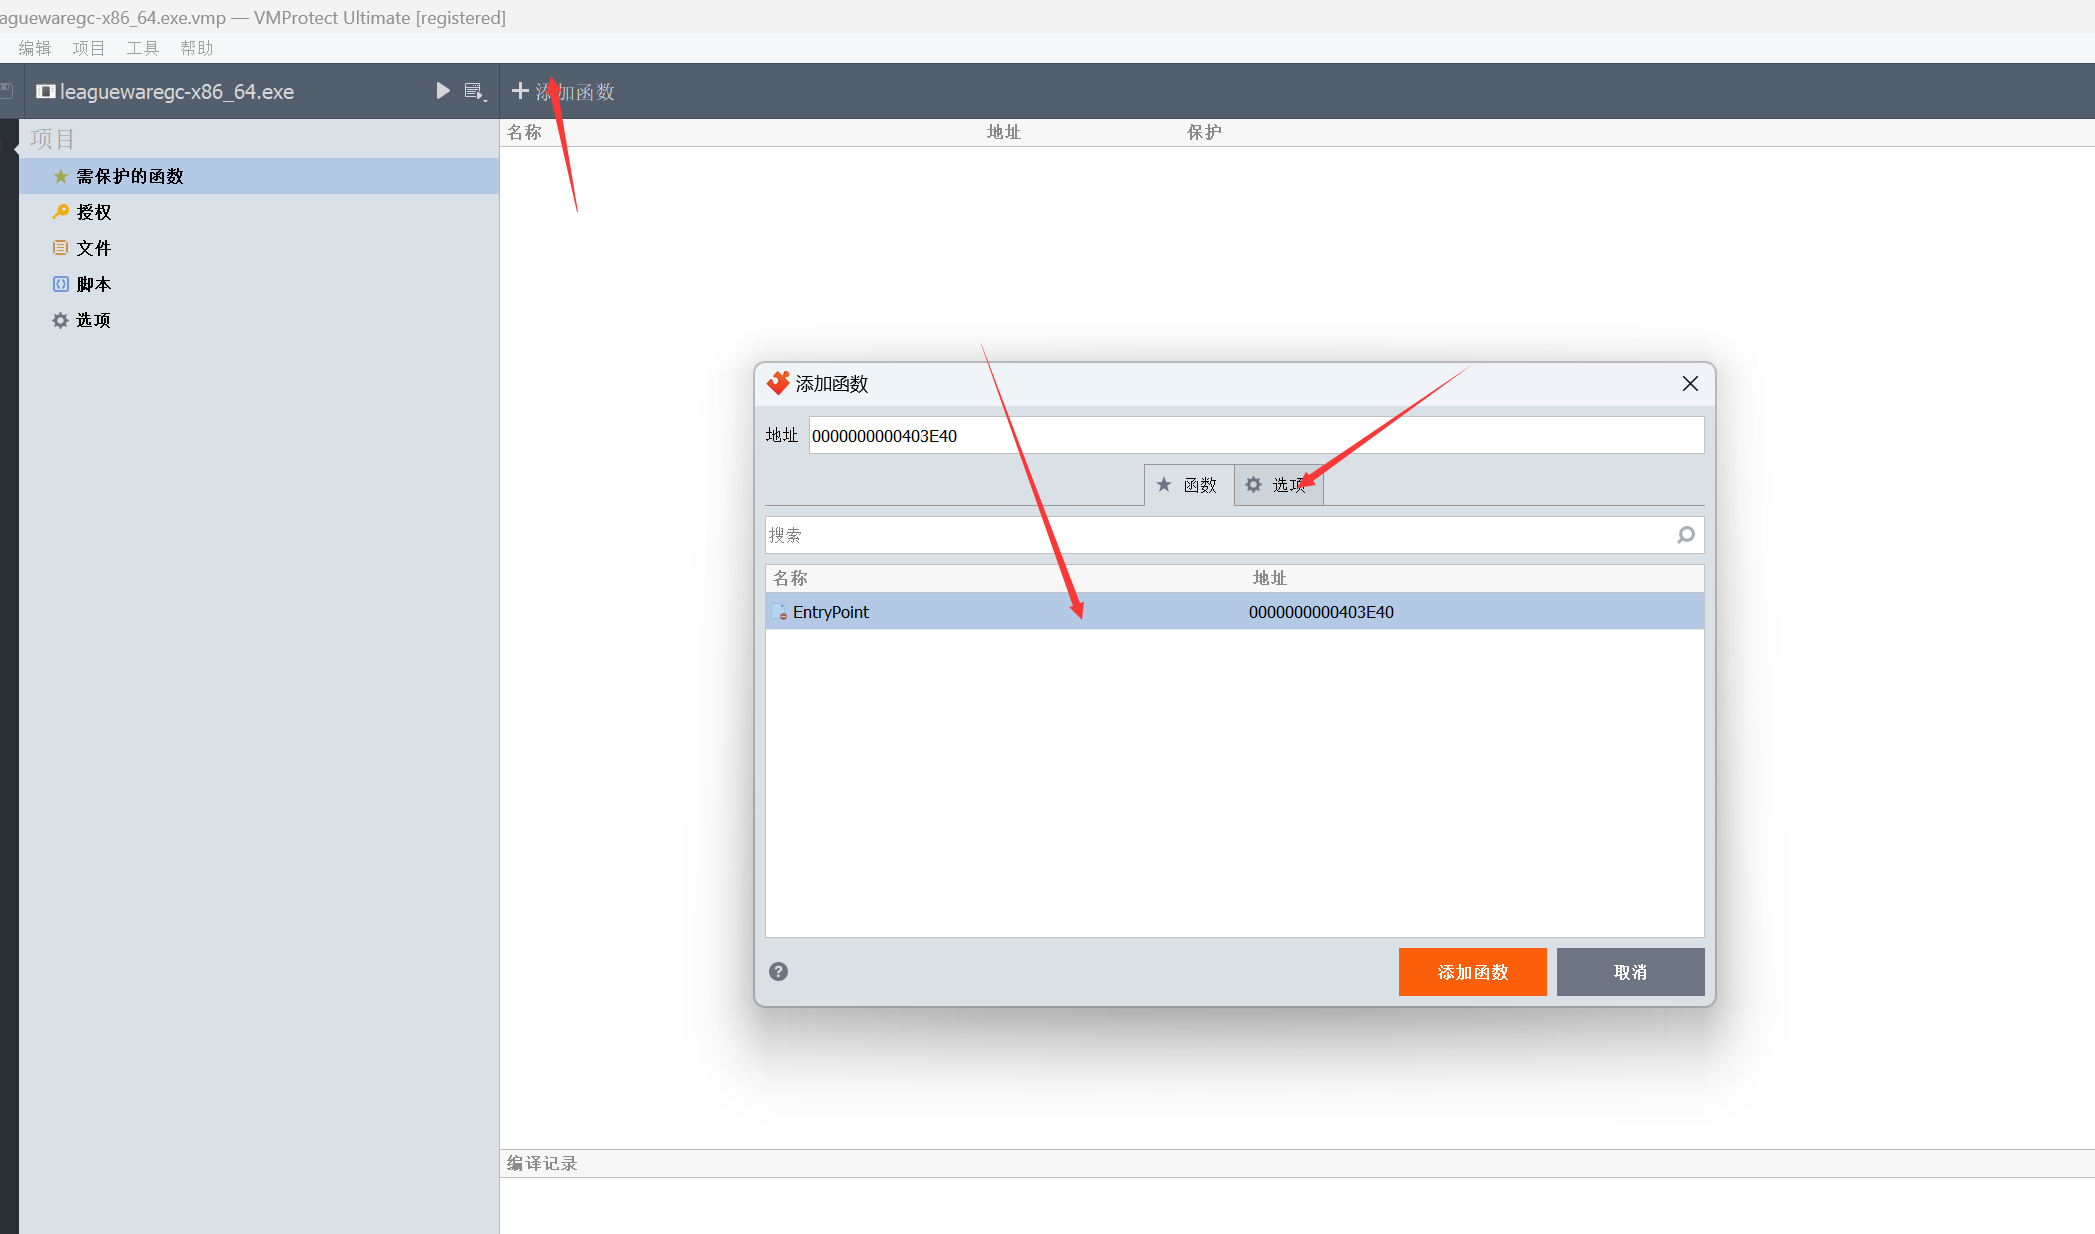 aguewaregc-x86_64.exe.vmp — VMProtect Ultimate [registered]
编辑 项目 工具 帮助
leaguewaregc-x86_64.exe
添加函数
项目
需保护的函数
授权
文件
脚本
选项
名称 地址 保护
添加函数
地址 0000000000403E40
函数 选项
搜索
名称 地址
EntryPoint 0000000000403E40
添加函数 取消
编译记录